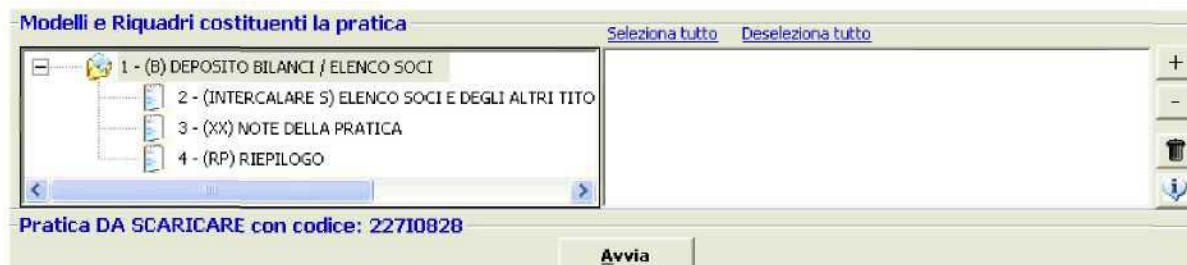 Modelli e Riquadri costituenti la pratica
Seleziona tutto Deseleziona tutto
1 - (B) DEPOSITO BILANCI / ELENCO SOCI
2 - (INTERCALARE S) ELENCO SOCI E DEGLI ALTRI TITO
3 - (XX) NOTE DELLA PRATICA
4 - (RP) RIEPILOGO
Pratica DA SCARICARE con codice: 227I0828
Avvia